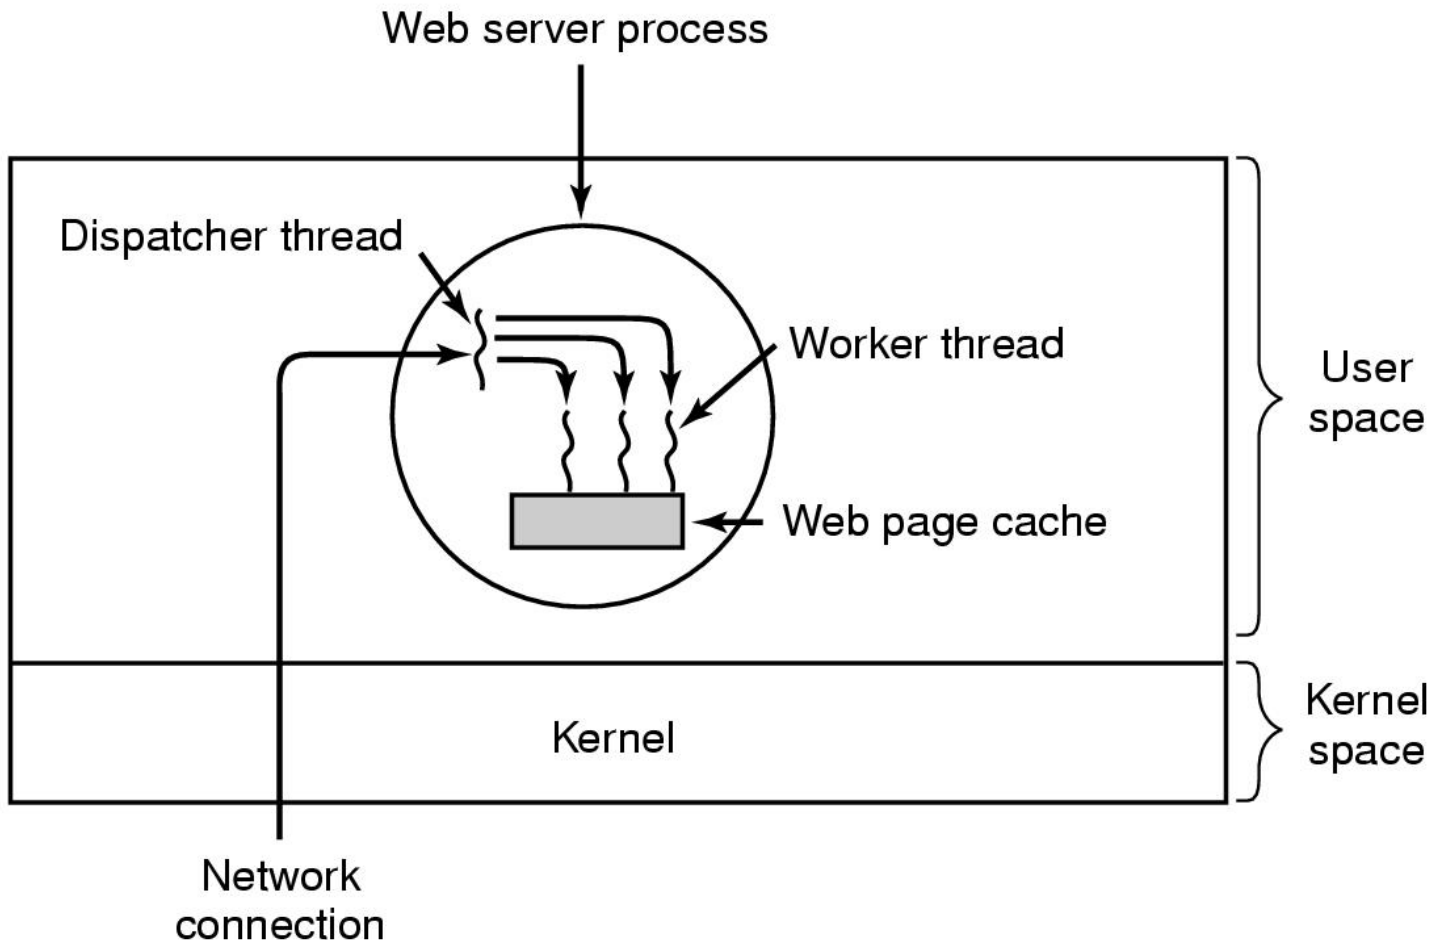 Web server process
Dispatcher thread
Worker thread
User
space
Web page cache
Kernel
Kernel
space
Network
connection